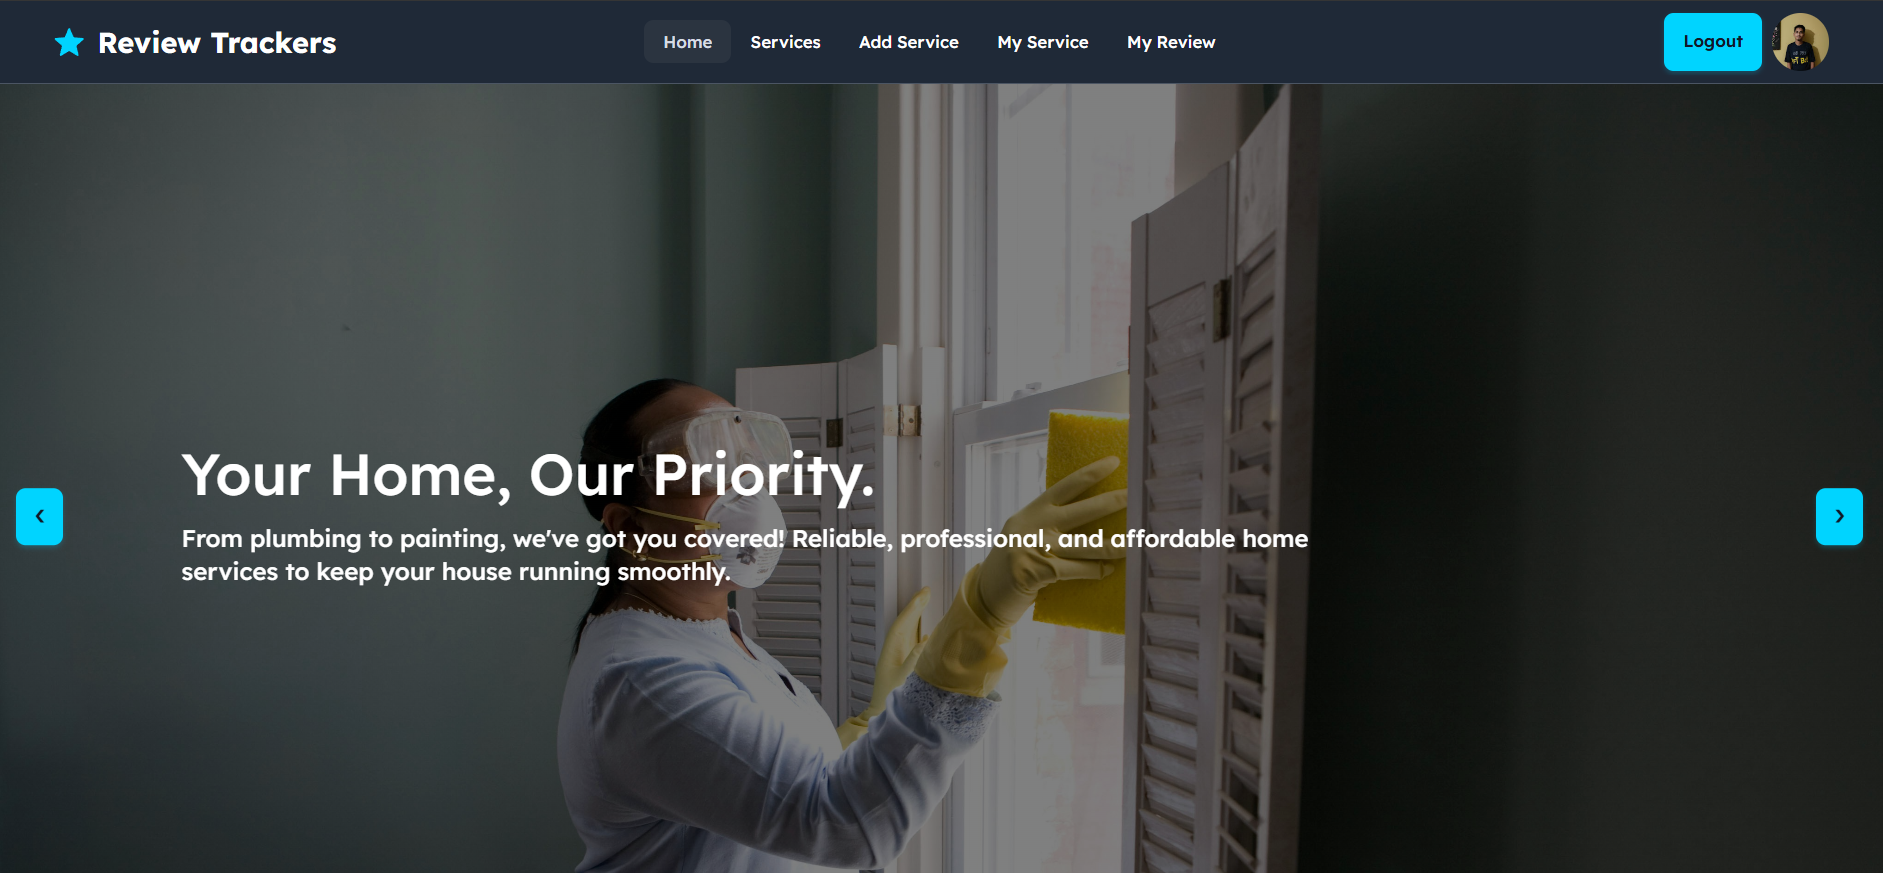 Review Trackers
Home
Services
Add Service
My Service
My Review
Logout
Your Home, Our Priority.
From plumbing to painting, we've got you covered! Reliable, professional, and affordable home
services to keep your house running smoothly.